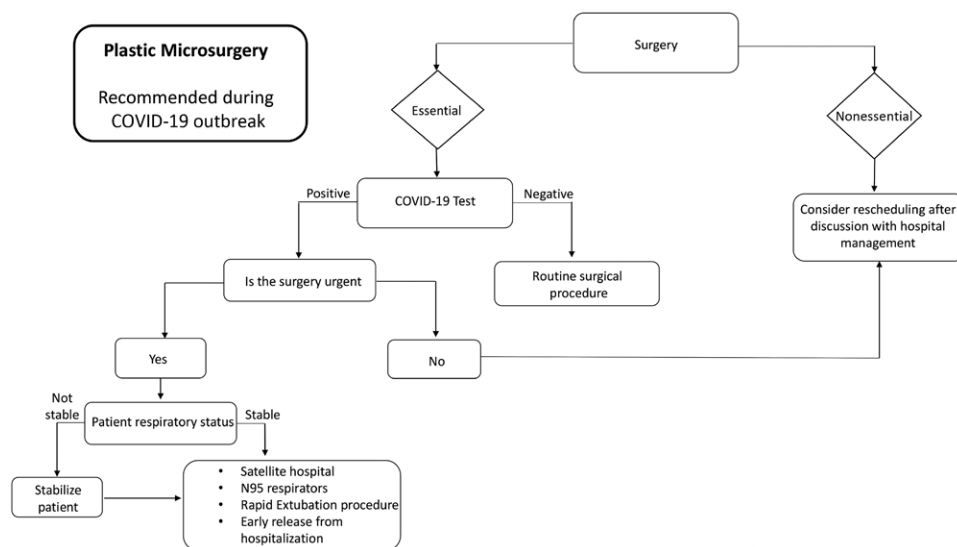 Plastic Microsurgery
Recommended during
COVID-19 outbreak
Surgery
Essential
Nonessential
Positive
COVID-19 Test
Negative
Consider rescheduling after
discussion with hospital
management
Is the surgery urgent
Routine surgical
procedure
Yes
No
Not
stable
Patient respiratory status
Stable
Stabilize
patient
• Satellite hospital
• N95 respirators
• Rapid Extubation procedure
• Early release from
hospitalization